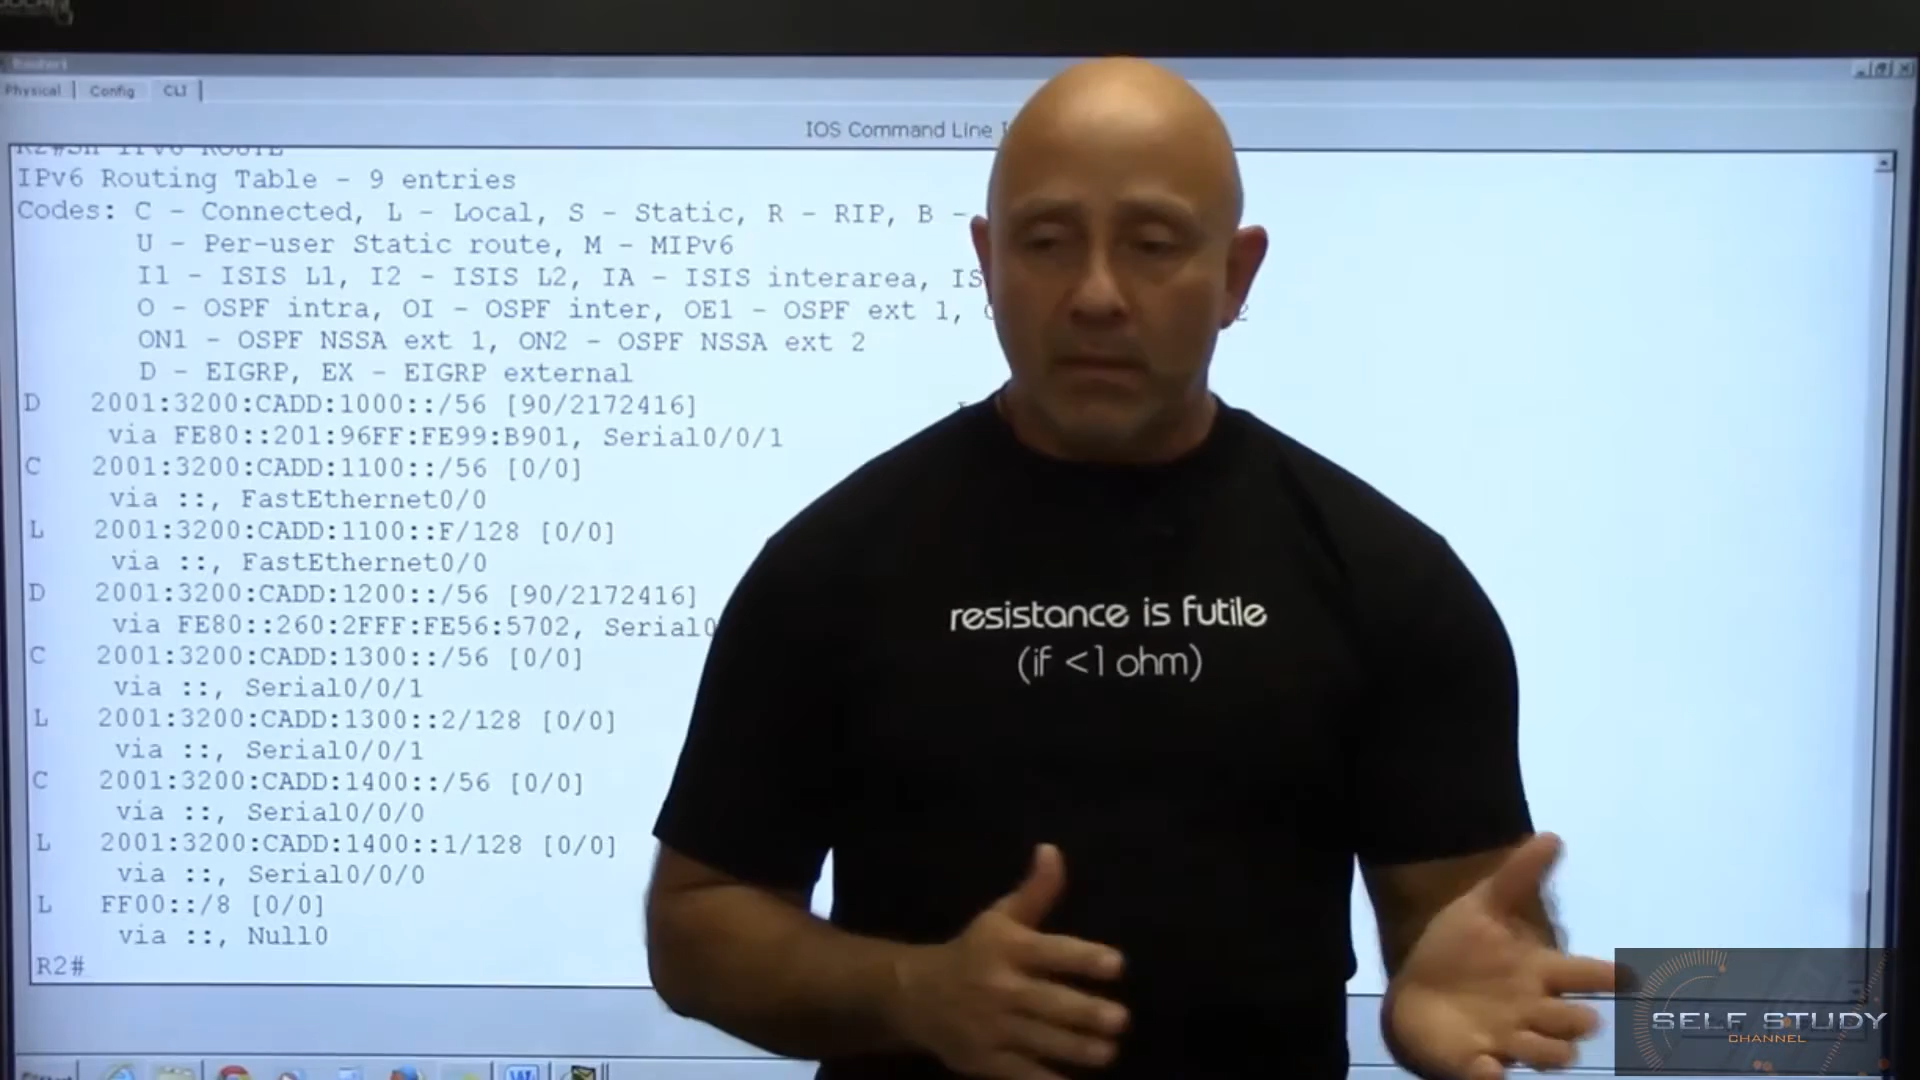 Physical Config CLI
IOS Command Line
R2#SH IPV6 ROUTE
IPv6 Routing Table - 9 entries
Codes: C - Connected, L - Local, S - Static, R - RIP, B -
U - Per-user Static route, M - MIPv6
I1 - ISIS L1, I2 - ISIS L2, IA - ISIS interarea, IS
O - OSPF intra, OI - OSPF inter, OE1 - OSPF ext 1,
2
ON1 - OSPF NSSA ext 1, ON2 - OSPF NSSA ext 2
D - EIGRP, EX - EIGRP external
D 2001:3200:CADD:1000::/56 [90/2172416]
via FE80::201:96FF:FE99:B901, Serial0/0/1
C 2001:3200:CADD:1100::/56 [0/0]
via ::, FastEthernet0/0
L 2001:3200:CADD:1100::F/128 [0/0]
via ::, FastEthernet0/0
D 2001:3200:CADD:1200::/56 [90/2172416]
via FE80::260:2FFF:FE56:5702, Serial0
C 2001:3200:CADD:1300::/56 [0/0]
via ::, Serial0/0/1
L 2001:3200:CADD:1300::2/128 [0/0]
via ::, Serial0/0/1
C 2001:3200:CADD:1400::/56 [0/0]
via ::, Serial0/0/0
L 2001:3200:CADD:1400::1/128 [0/0]
via ::, Serial0/0/0
L FF00::/8 [0/0]
via ::, Null0
R2#
resistance is futile
(if <1 ohm)
SELF STUDY
CHANNEL